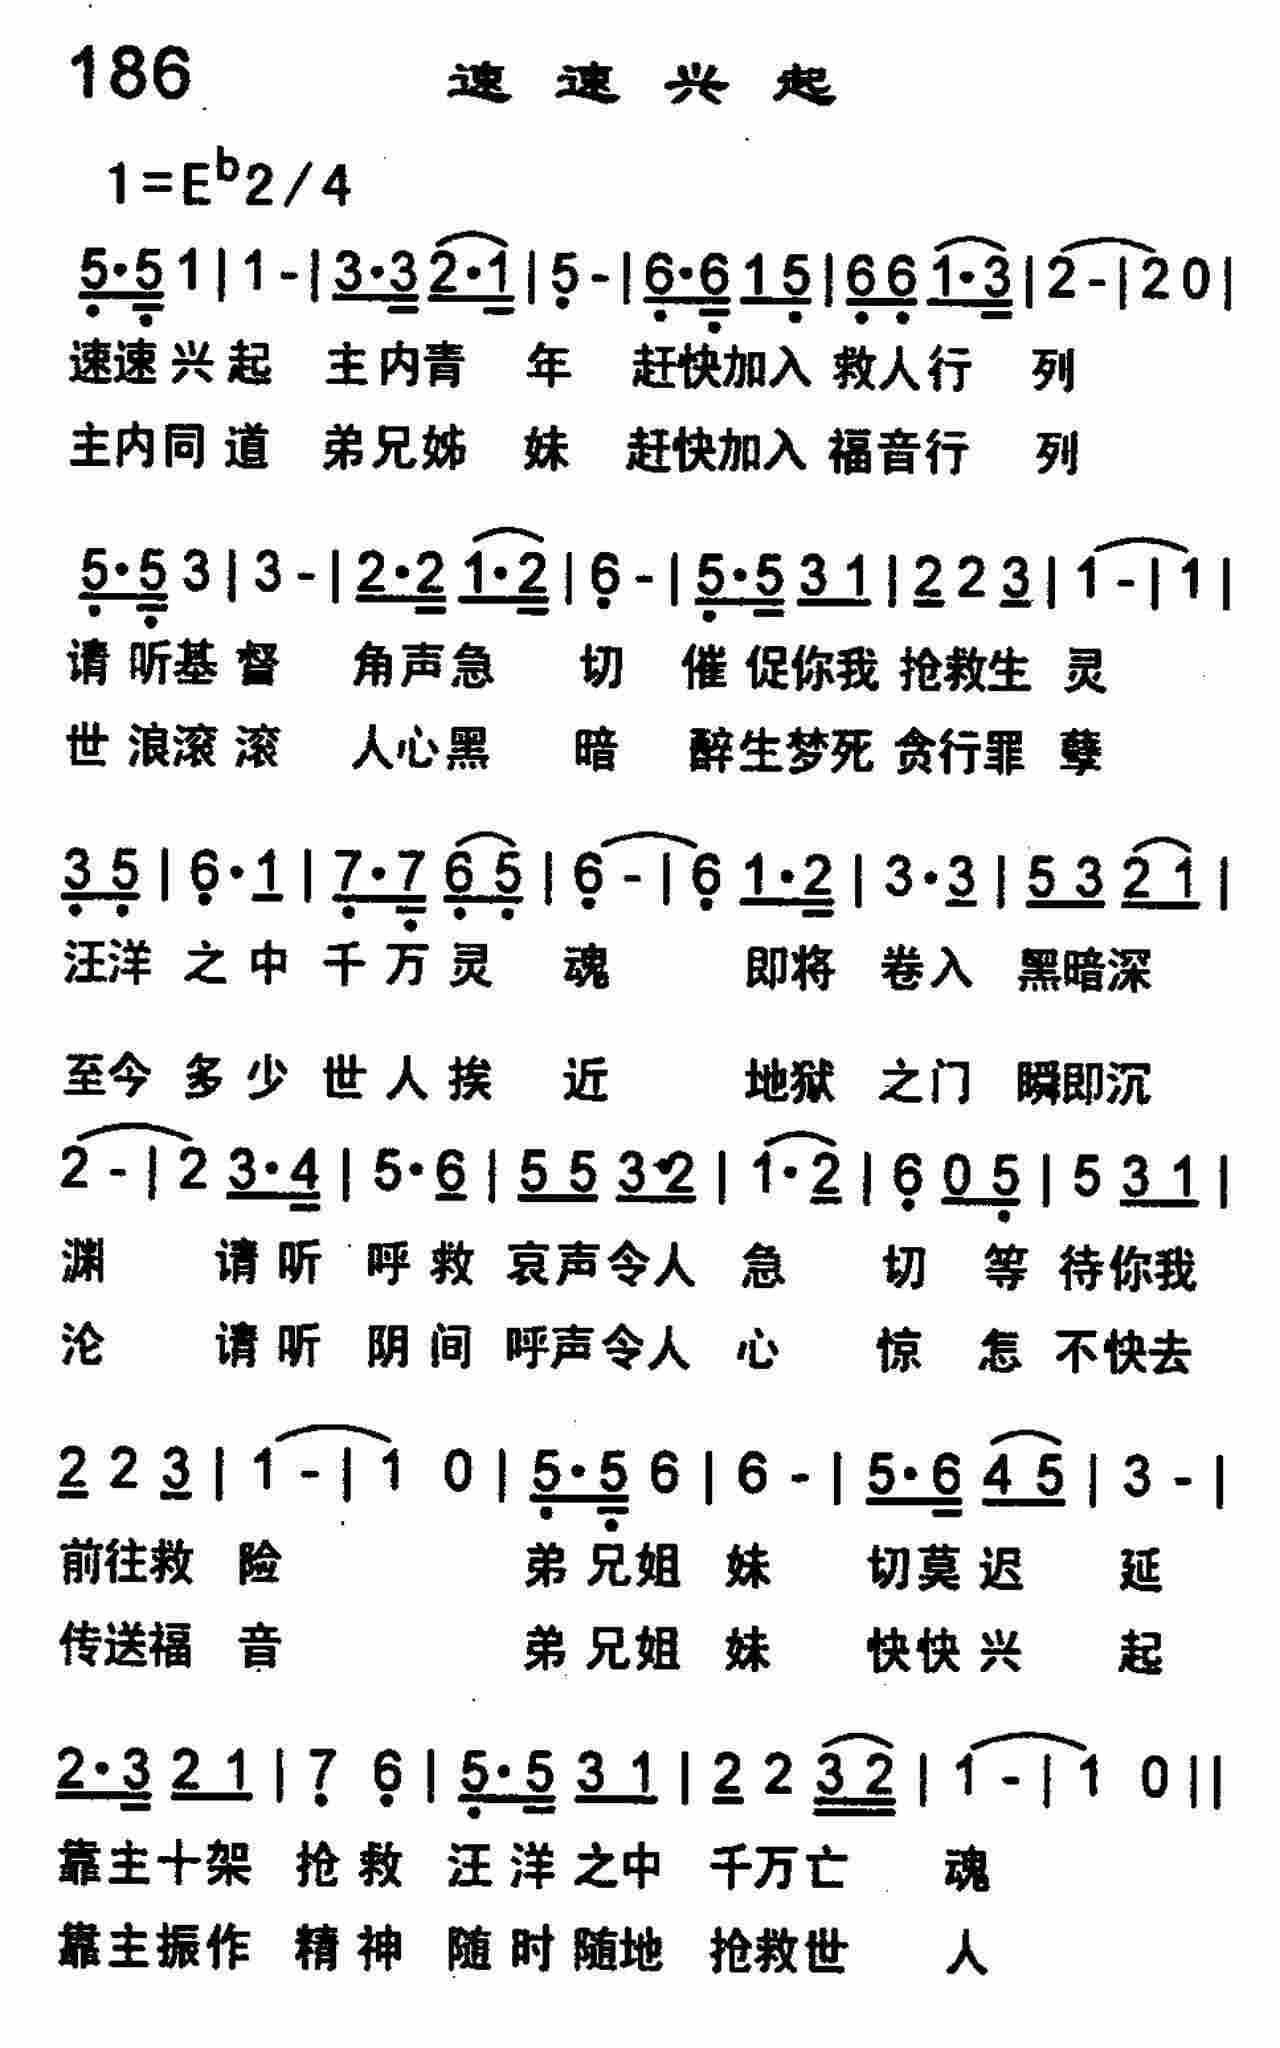 186 速速兴起
1=E♭2/4
5·5 1 | 1 - | 3·3 2·1 | 5 - | 6·6 1 5 | 6 6 1·3 | 2 - | 2 0 |
速速兴起 主内青 年 赶快加入 救人行 列
主内同道 弟兄姊 妹 赶快加入 福音行 列
5·5 3 | 3 - | 2·2 1·2 | 6 - | 5·5 3 1 | 2 2 3 | 1 - | 1 |
请听基督 角声急 切 催促你我 抢救生 灵
世浪滚滚 人心黑 暗 醉生梦死 贪行罪 孽
3 5 | 6·1 | 7·7 6 5 | 6 - | 6 1·2 | 3·3 | 5 3 2 1 |
汪洋 之中 千万灵 魂 即将 卷入 黑暗深
至今 多少 世人挨 近 地狱 之门 瞬即沉
2 - | 2 3·4 | 5·6 | 5 5 3·2 | 1·2 | 6 0 5 | 5 3 1 |
渊 请听 呼救 哀声令人 急 切 等 待你我
沦 请听 阴间 呼声令人 心 惊 怎 不快去
2 2 3 | 1 - | 1 0 | 5·5 6 | 6 - | 5·6 4 5 | 3 - |
前往救 险 弟兄姐 妹 切莫迟 延
传送福 音 弟兄姐 妹 快快兴 起
2·3 2 1 | 7 6 | 5·5 3 1 | 2 2 3 2 | 1 - | 1 0 ||
靠主十架 抢救 汪洋之中 千万亡 魂
靠主振作 精神 随时随地 抢救世 人